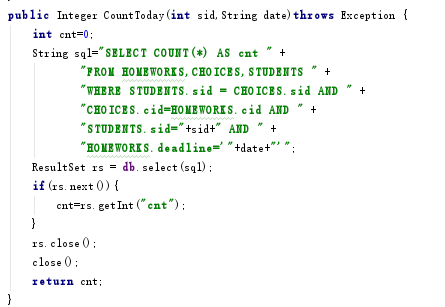 public Integer CountToday(int sid,String date)throws Exception {
int cnt=0;
String sql="SELECT COUNT(*) AS cnt " +
"FROM HOMEWORKS,CHOICES,STUDENTS " +
"WHERE STUDENTS.sid = CHOICES.sid AND " +
"CHOICES.cid=HOMEWORKS.cid AND " +
"STUDENTS.sid="+sid+" AND " +
"HOMEWORKS.deadline='"+date+"'";
ResultSet rs = db.select(sql);
if(rs.next()){
cnt=rs.getInt("cnt");
}
rs.close();
close();
return cnt;
}